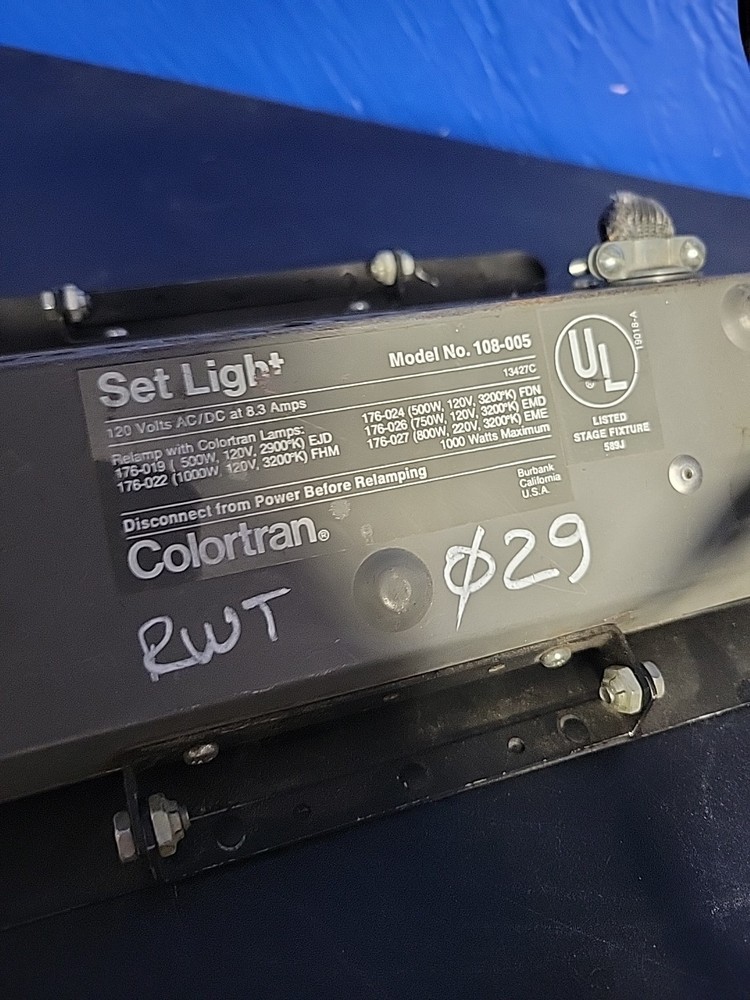 Set Light
Model No. 108-005
120 Volts AC/DC at 8.3 Amps
13427C
Relamp with Colortran Lamps:
176-019 ( 500W, 120V, 2900°K) EJD
176-022 (1000W, 120V, 3200°K) FHM
176-024 (500W, 120V, 3200°K) FDN
176-026 (750W, 120V, 3200°K) EMD
176-027 (800W, 220V, 3200°K) EME
1000 Watts Maximum
Disconnect from Power Before Relamping
Burbank
California
U.S.A.
Colortran®
UL®
19018-A
LISTED
STAGE FIXTURE
589J
RWT
Ø29